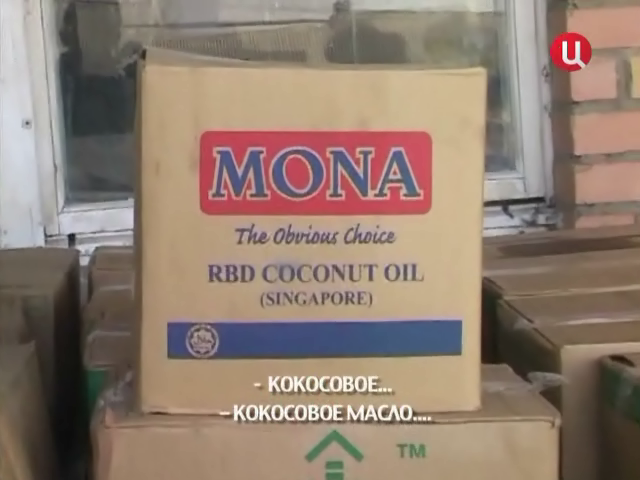 Ц
MONA
The Obvious Choice
RBD COCONUT OIL
(SINGAPORE)
- КОКОСОВОЕ...
- КОКОСОВОЕ МАСЛО....
TM